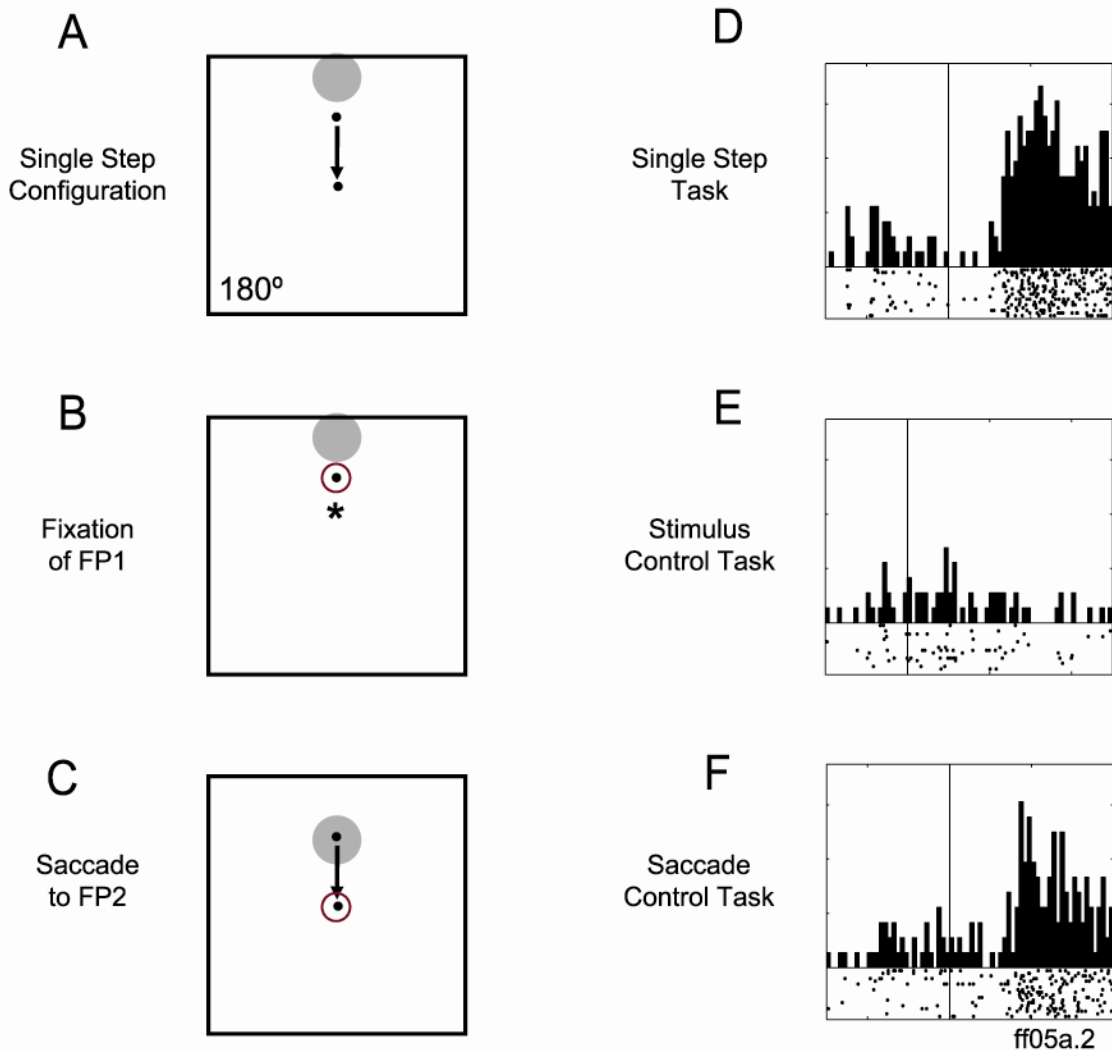 A
Single Step
Configuration
180º
B
Fixation
of FP1
*
C
Saccade
to FP2
D
Single Step
Task
E
Stimulus
Control Task
F
Saccade
Control Task
ff05a.2